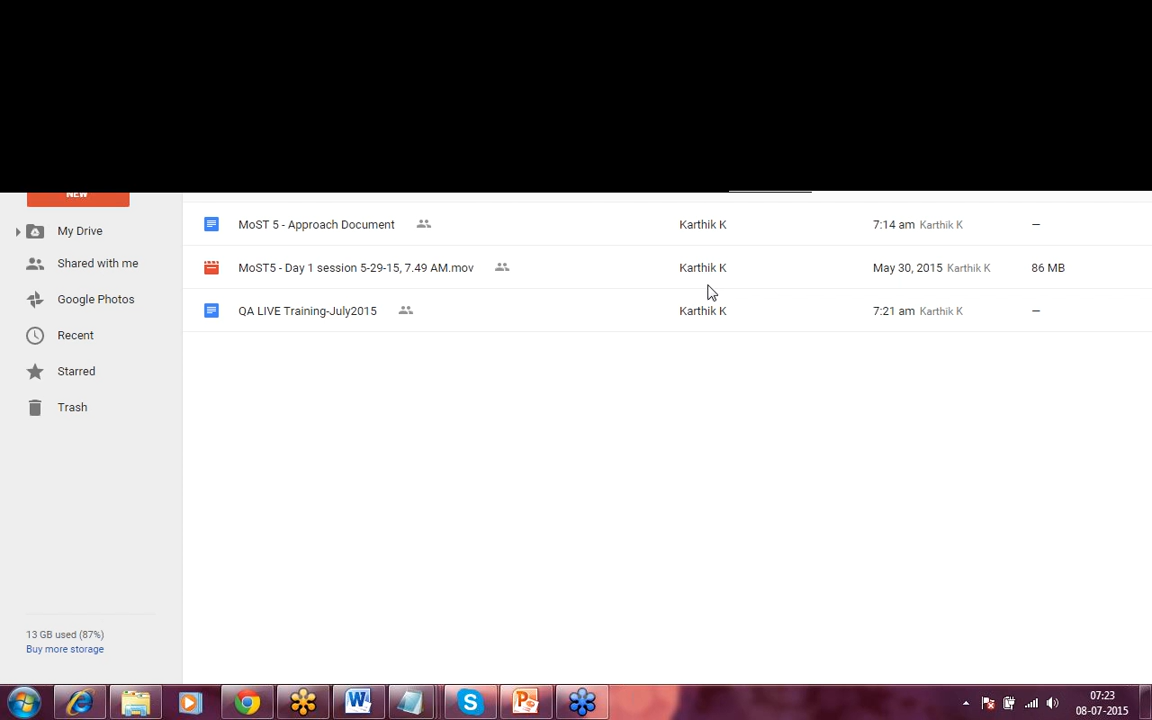 NEW
MoST 5 - Approach Document Karthik K 7:14 am Karthik K —
My Drive
Shared with me
MoST5 - Day 1 session 5-29-15, 7.49 AM.mov Karthik K May 30, 2015 Karthik K 86 MB
Google Photos
QA LIVE Training-July2015 Karthik K 7:21 am Karthik K —
Recent
Starred
Trash
13 GB used (87%)
Buy more storage
07:23
08-07-2015